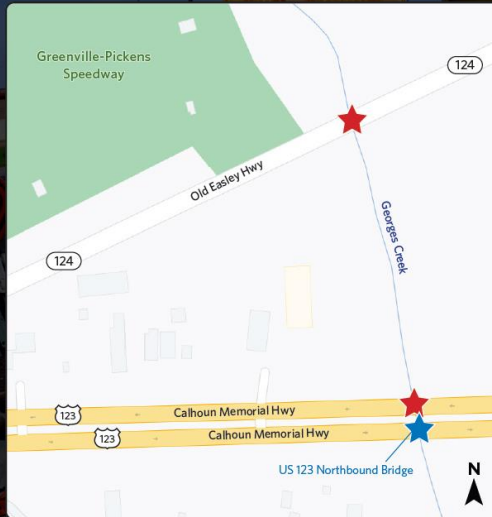 Greenville-Pickens
Speedway
124
Old Easley Hwy
Georges Creek
124
123
Calhoun Memorial Hwy
123
Calhoun Memorial Hwy
US 123 Northbound Bridge
N